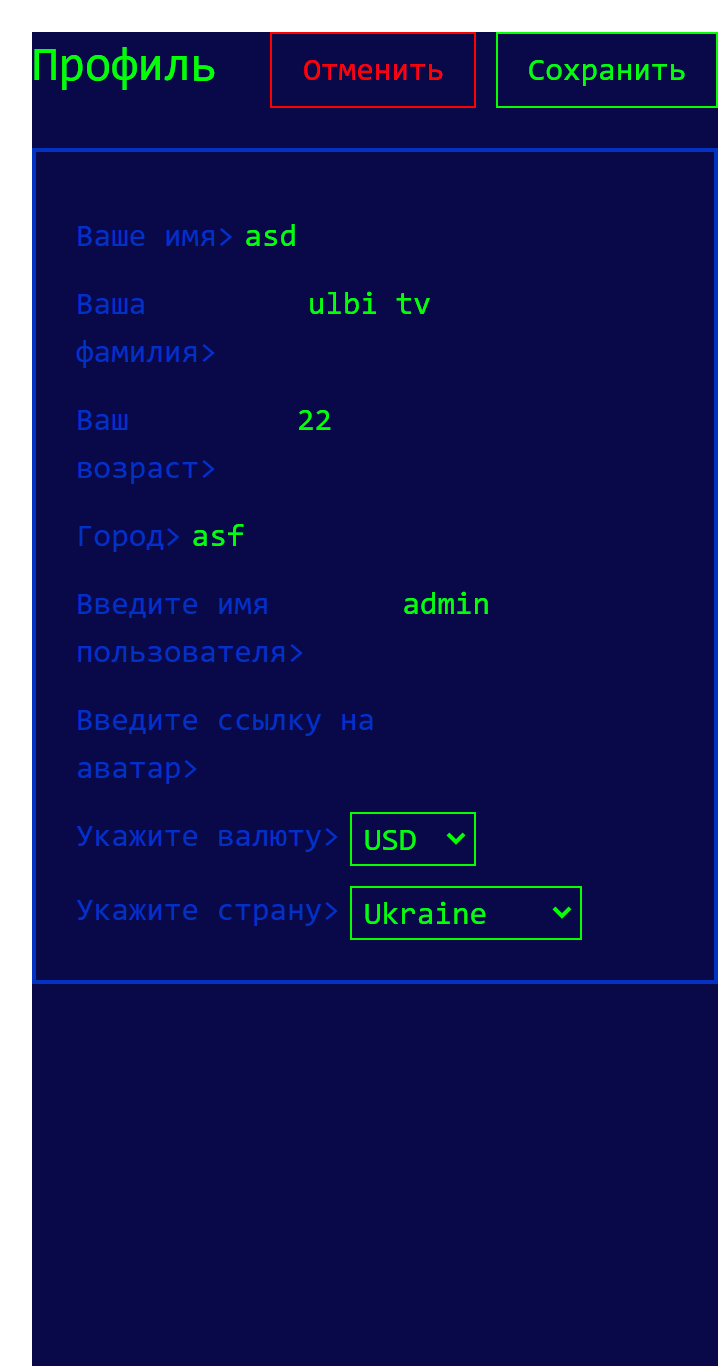 Профиль Отменить Сохранить
Ваше имя> asd
Ваша ulbi tv
фамилия>
Ваш 22
возраст>
Город> asf
Введите имя admin
пользователя>
Введите ссылку на
аватар>
Укажите валюту> USD
Укажите страну> Ukraine